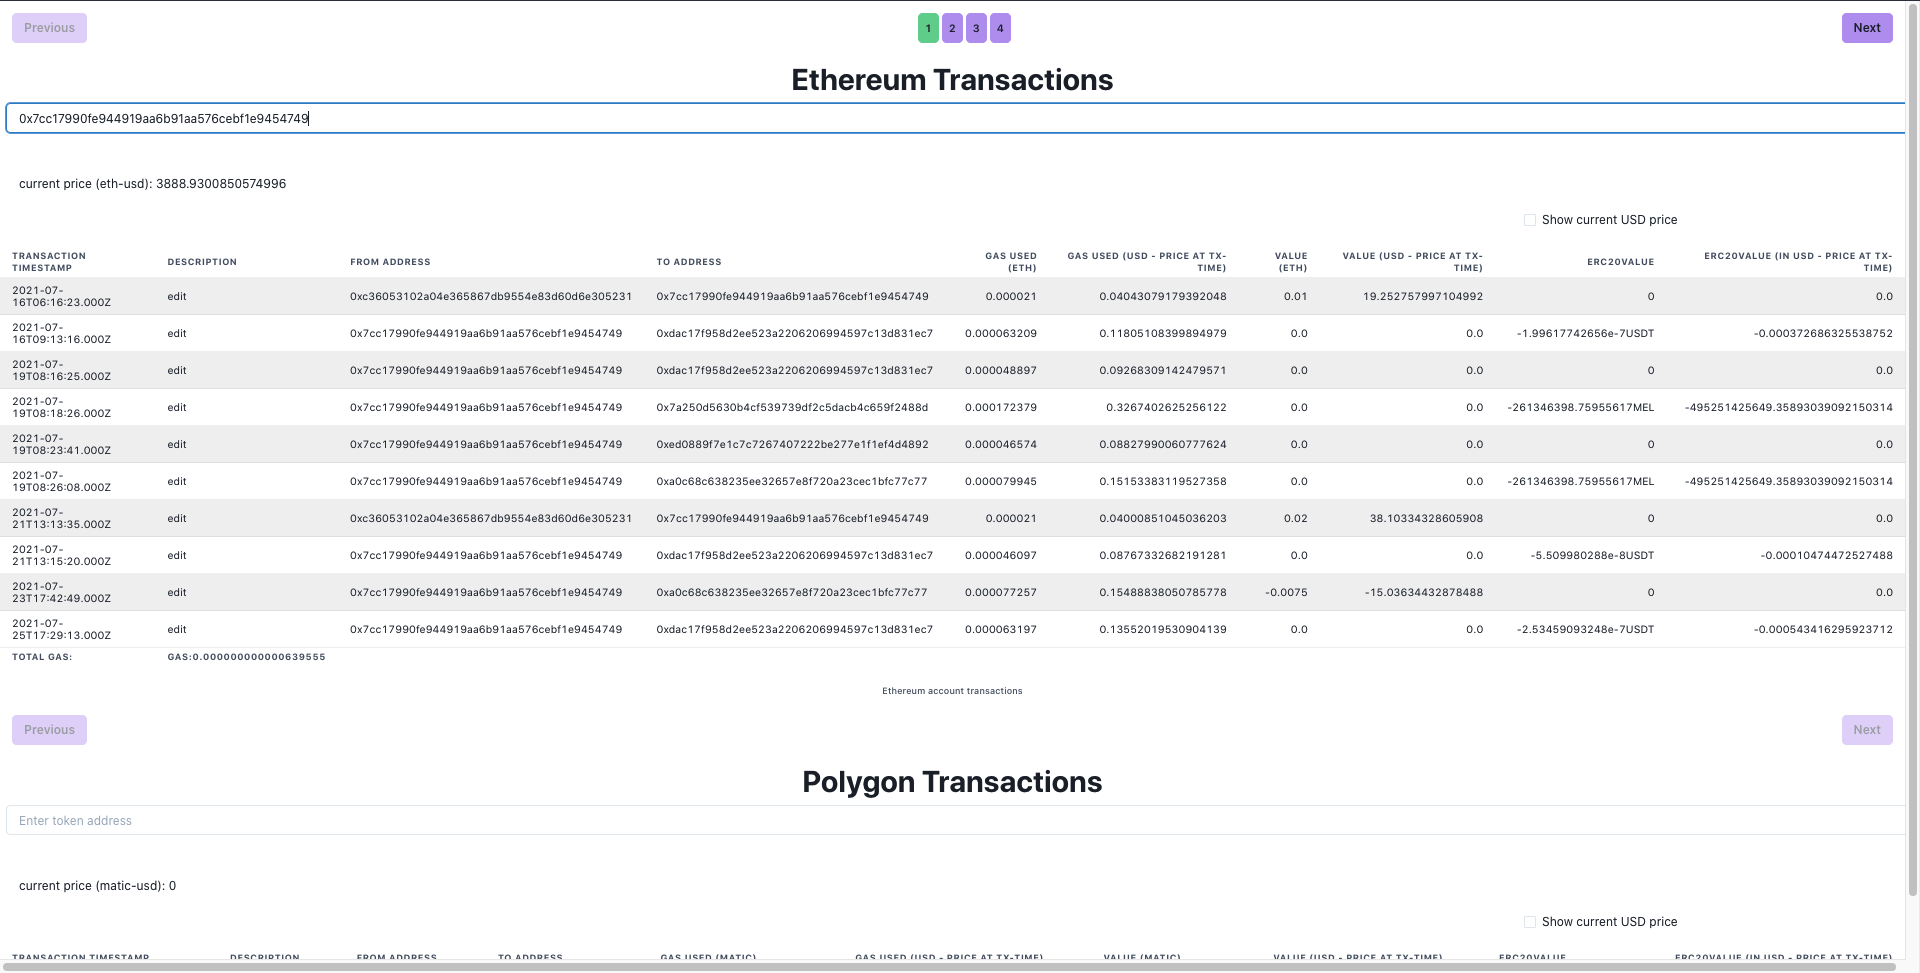 Previous 1 2 3 4 Next
Ethereum Transactions
0x7cc17990fe944919aa6b91aa576cebf1e9454749
current price (eth-usd): 3888.9300850574996
Show current USD price
TRANSACTION TIMESTAMP DESCRIPTION FROM ADDRESS TO ADDRESS GAS USED (ETH) GAS USED (USD - PRICE AT TX-TIME) VALUE (ETH) VALUE (USD - PRICE AT TX-TIME) ERC20VALUE ERC20VALUE (IN USD - PRICE AT TX-TIME)
2021-07-16T06:16:23.000Z edit 0xc36053102a04e365867db9554e83d60d6e305231 0x7cc17990fe944919aa6b91aa576cebf1e9454749 0.000021 0.04043079179392048 0.01 19.252757997104992 0 0.0
2021-07-16T09:13:16.000Z edit 0x7cc17990fe944919aa6b91aa576cebf1e9454749 0xdac17f958d2ee523a2206206994597c13d831ec7 0.000063209 0.11805108399894979 0.0 0.0 -1.99617742656e-7USDT -0.000372686325538752
2021-07-19T08:16:25.000Z edit 0x7cc17990fe944919aa6b91aa576cebf1e9454749 0xdac17f958d2ee523a2206206994597c13d831ec7 0.000048897 0.09268309142479571 0.0 0.0 0 0.0
2021-07-19T08:18:26.000Z edit 0x7cc17990fe944919aa6b91aa576cebf1e9454749 0x7a250d5630b4cf539739df2c5dacb4c659f2488d 0.000172379 0.3267402625256122 0.0 0.0 -261346398.75955617MEL -495251425649.35893039092150314
2021-07-19T08:23:41.000Z edit 0x7cc17990fe944919aa6b91aa576cebf1e9454749 0xed0889f7e1c7c7267407222be277e1f1ef4d4892 0.000046574 0.08827990060777624 0.0 0.0 0 0.0
2021-07-19T08:26:08.000Z edit 0x7cc17990fe944919aa6b91aa576cebf1e9454749 0xa0c68c638235ee32657e8f720a23cec1bfc77c77 0.000079945 0.15153383119527358 0.0 0.0 -261346398.75955617MEL -495251425649.35893039092150314
2021-07-21T13:13:35.000Z edit 0xc36053102a04e365867db9554e83d60d6e305231 0x7cc17990fe944919aa6b91aa576cebf1e9454749 0.000021 0.04000851045036203 0.02 38.10334328605908 0 0.0
2021-07-21T13:15:20.000Z edit 0x7cc17990fe944919aa6b91aa576cebf1e9454749 0xdac17f958d2ee523a2206206994597c13d831ec7 0.000046097 0.08767332682191281 0.0 0.0 -5.509980288e-8USDT -0.00010474472527488
2021-07-23T17:42:49.000Z edit 0x7cc17990fe944919aa6b91aa576cebf1e9454749 0xa0c68c638235ee32657e8f720a23cec1bfc77c77 0.000077257 0.15488838050785778 -0.0075 -15.03634432878488 0 0.0
2021-07-25T17:29:13.000Z edit 0x7cc17990fe944919aa6b91aa576cebf1e9454749 0xdac17f958d2ee523a2206206994597c13d831ec7 0.000063197 0.13552019530904139 0.0 0.0 -2.53459093248e-7USDT -0.000543416295923712
TOTAL GAS: GAS:0.000000000000639555
Ethereum account transactions
Previous Next
Polygon Transactions
Enter token address
current price (matic-usd): 0
Show current USD price
TRANSACTION TIMESTAMP DESCRIPTION FROM ADDRESS TO ADDRESS GAS USED (MATIC) GAS USED (USD - PRICE AT TX-TIME) VALUE (MATIC) VALUE (USD - PRICE AT TX-TIME) ERC20VALUE ERC20VALUE (IN USD - PRICE AT TX-TIME)